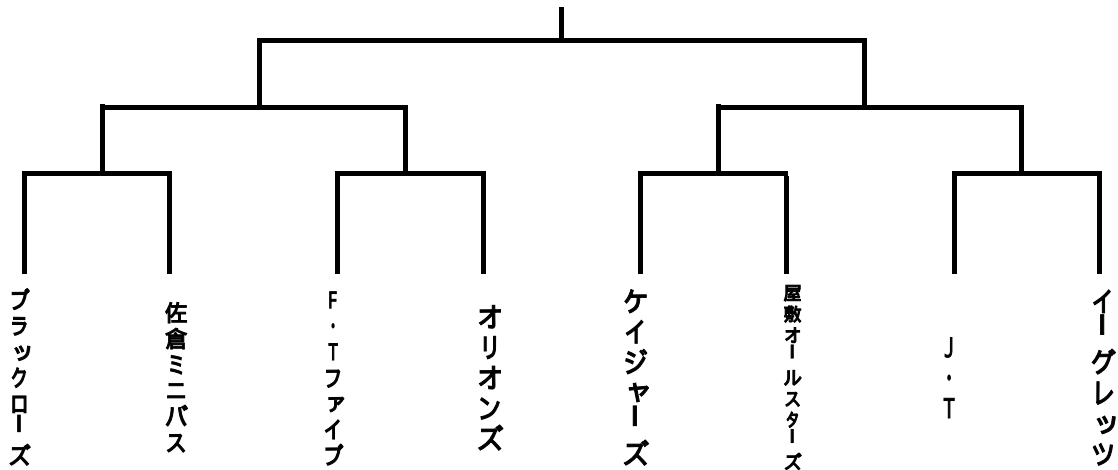 ブラックローズ
佐倉ミニバス
F・Tファイブ
オリオンズ
ケイジャーズ
屋敷オールスターズ
J・T
イーグレッツ